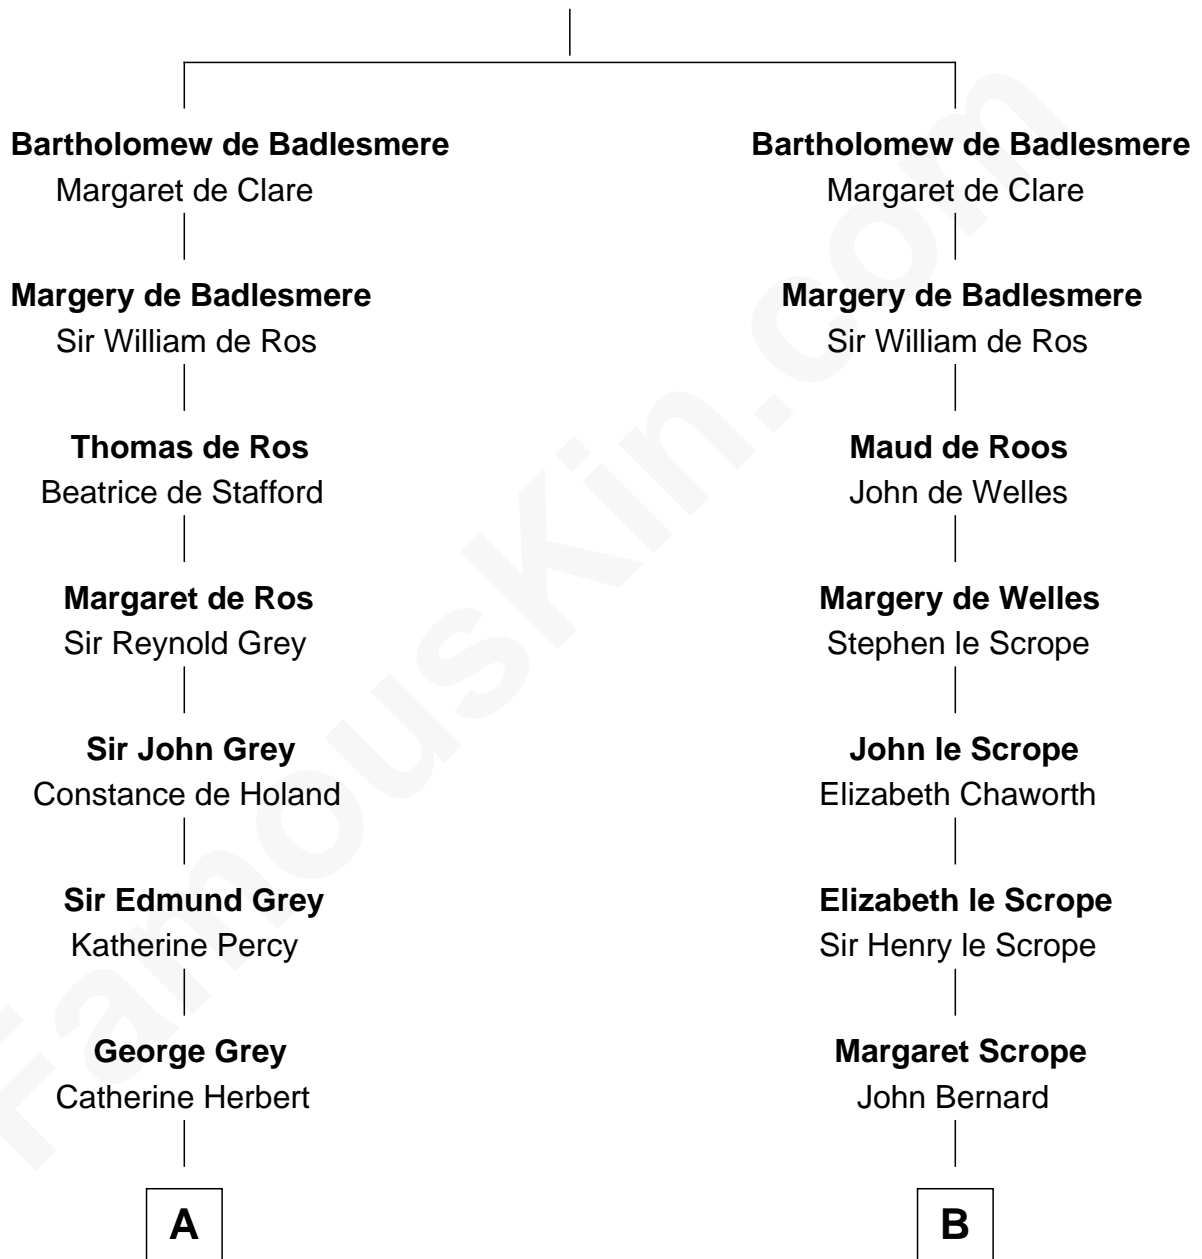 Bartholomew de Badlesmere
Margaret de Clare
Margery de Badlesmere
Sir William de Ros
Thomas de Ros
Beatrice de Stafford
Margaret de Ros
Sir Reynold Grey
Sir John Grey
Constance de Holand
Sir Edmund Grey
Katherine Percy
George Grey
Catherine Herbert
A
Bartholomew de Badlesmere
Margaret de Clare
Margery de Badlesmere
Sir William de Ros
Maud de Roos
John de Welles
Margery de Welles
Stephen le Scrope
John le Scrope
Elizabeth Chaworth
Elizabeth le Scrope
Sir Henry le Scrope
Margaret Scrope
John Bernard
B
FamousKin.com